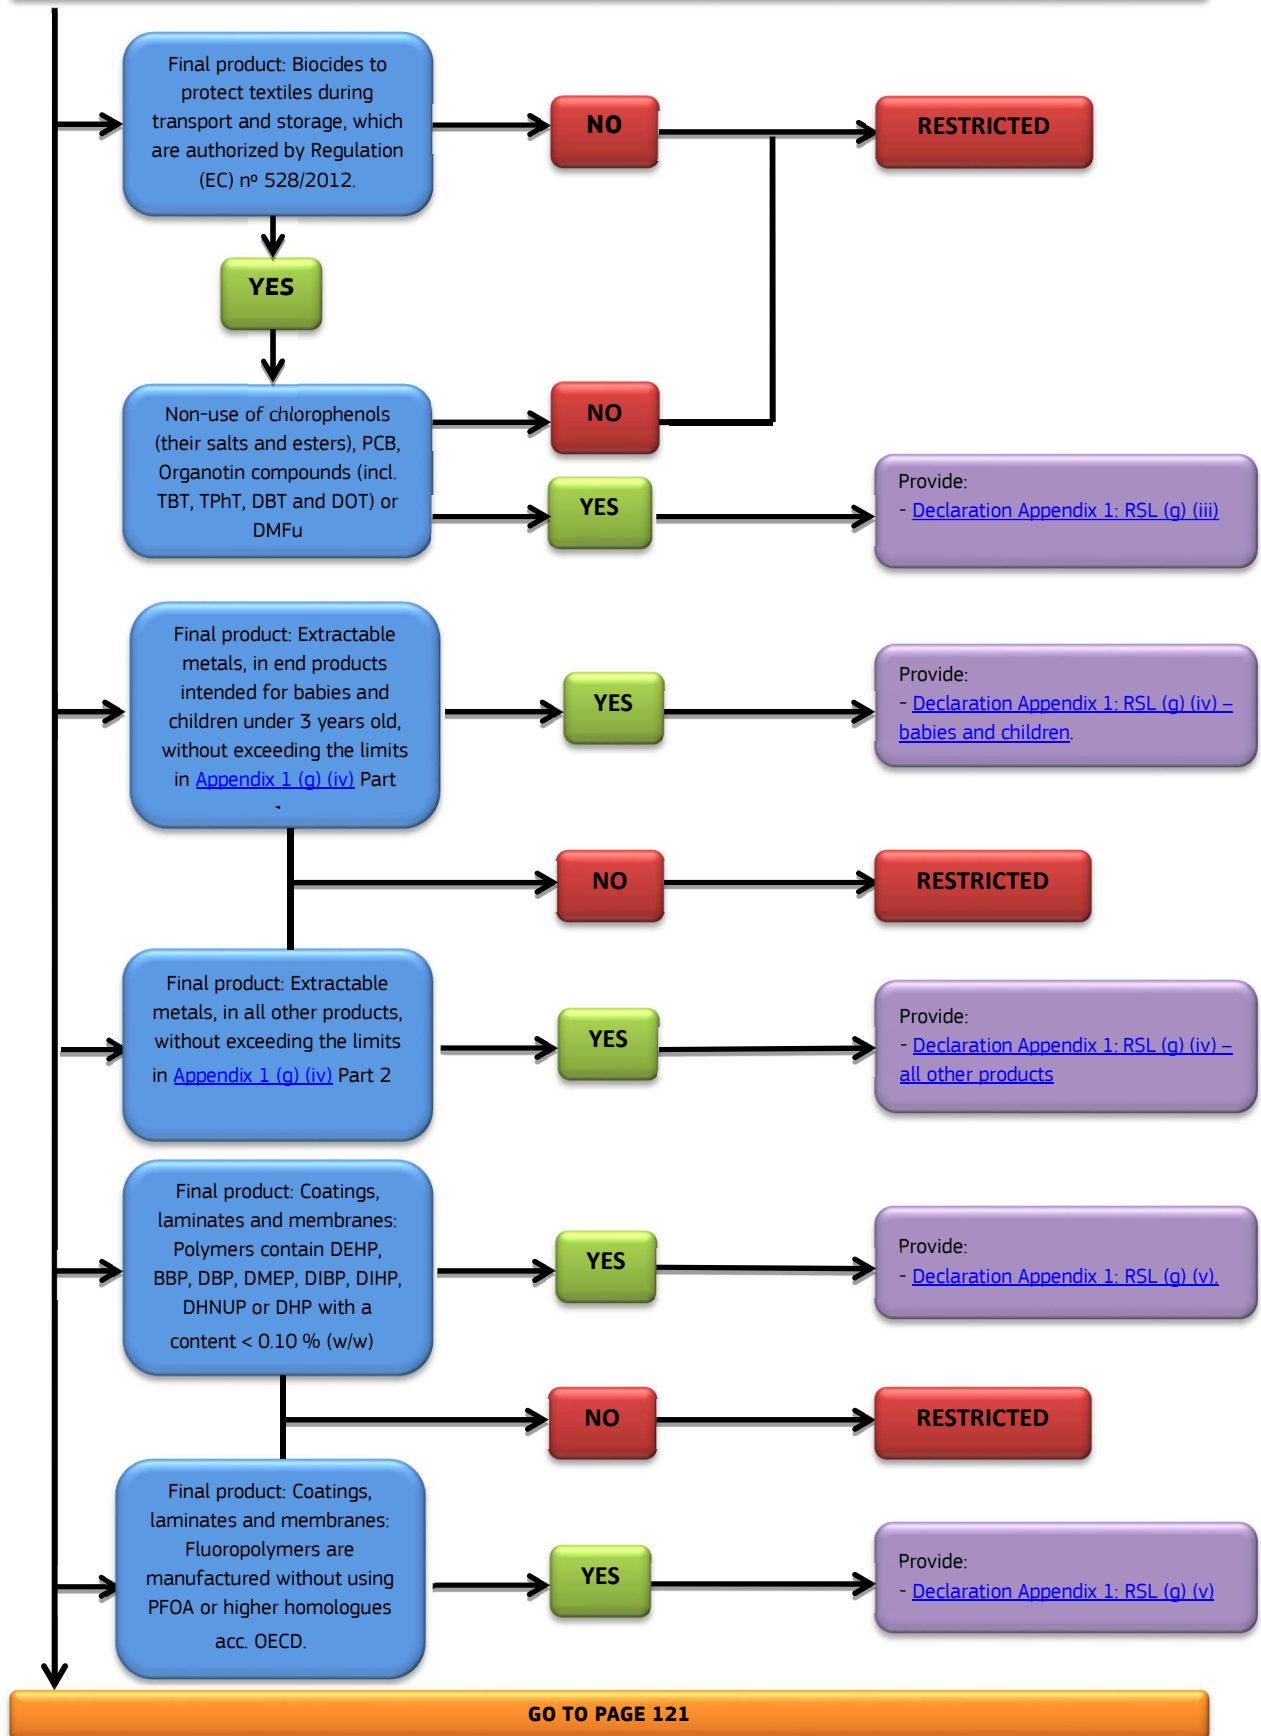 Final product: Biocides to
protect textiles during
transport and storage, which
are authorized by Regulation
(EC) nº 528/2012.
NO
RESTRICTED
YES
Non-use of chlorophenols
(their salts and esters), PCB,
Organotin compounds (incl.
TBT, TPhT, DBT and DOT) or
DMFu
NO
YES
Provide:
- Declaration Appendix 1: RSL (g) (iii)
Final product: Extractable
metals, in end products
intended for babies and
children under 3 years old,
without exceeding the limits
in Appendix 1 (g) (iv) Part
YES
Provide:
- Declaration Appendix 1: RSL (g) (iv) –
babies and children.
NO
RESTRICTED
Final product: Extractable
metals, in all other products,
without exceeding the limits
in Appendix 1 (g) (iv) Part 2
YES
Provide:
- Declaration Appendix 1: RSL (g) (iv) –
all other products
Final product: Coatings,
laminates and membranes:
Polymers contain DEHP,
BBP, DBP, DMEP, DIBP, DIHP,
DHNUP or DHP with a
content < 0.10 % (w/w)
YES
Provide:
- Declaration Appendix 1: RSL (g) (v).
NO
RESTRICTED
Final product: Coatings,
laminates and membranes:
Fluoropolymers are
manufactured without using
PFOA or higher homologues
acc. OECD.
YES
Provide:
- Declaration Appendix 1: RSL (g) (v)
GO TO PAGE 121